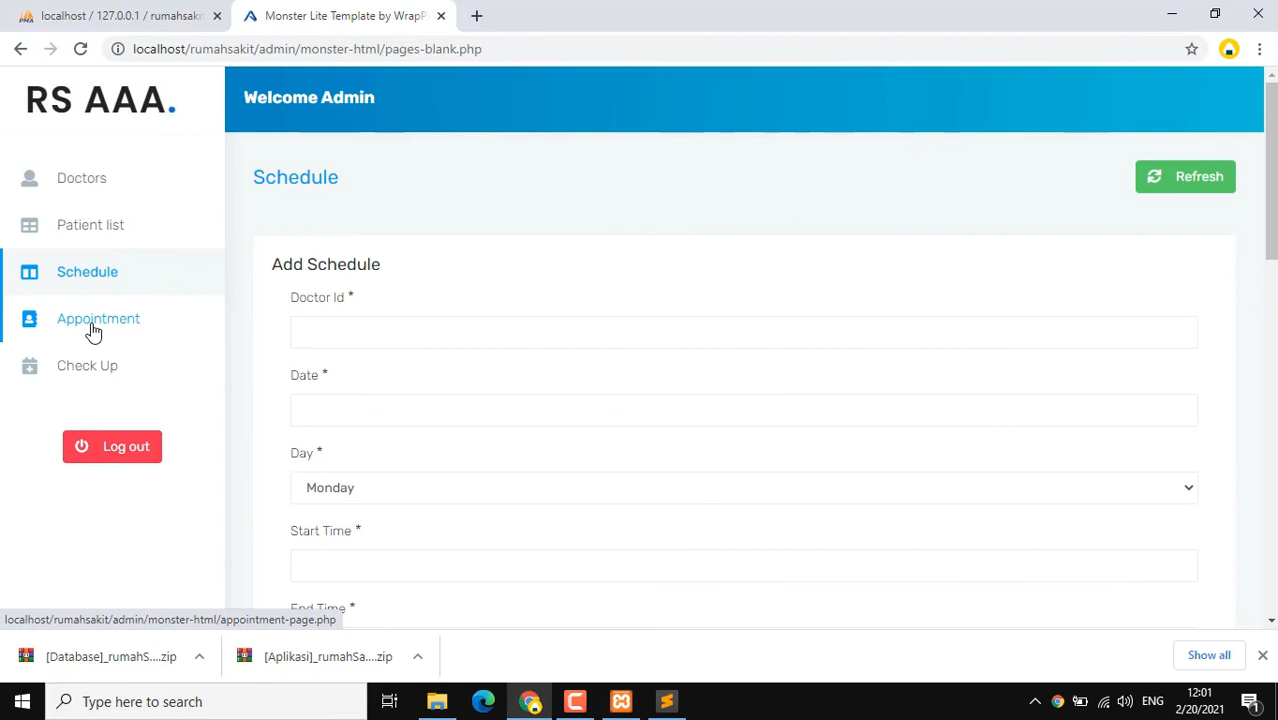 localhost / 127.0.0.1 / rumahsakit
Monster Lite Template by WrapP
localhost/rumahsakit/admin/monster-html/pages-blank.php
RS AAA.
Welcome Admin
Doctors
Patient list
Schedule
Appointment
Check Up
Log out
Schedule
Refresh
Add Schedule
Doctor Id *
Date *
Day *
Monday
Start Time *
End Time *
localhost/rumahsakit/admin/monster-html/appointment-page.php
[Database]_rumahS....zip
[Aplikasi]_rumahSa....zip
Show all
Type here to search
ENG
12:01
2/20/2021
1